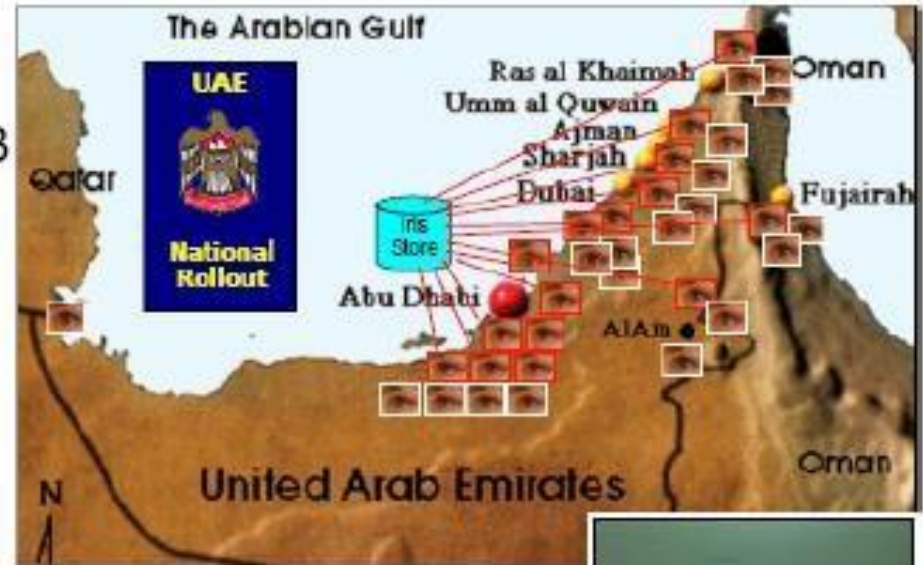 The Arabian Gulf
UAE
National
Rollout
Ras al Khaimah
Oman
Umm al Quwain
Ajman
Sharjah
Dubai
Fujairah
3
Qatar
Iris
Store
Abu Dhabi
AlAin
United Arab Emirates
Oman
N